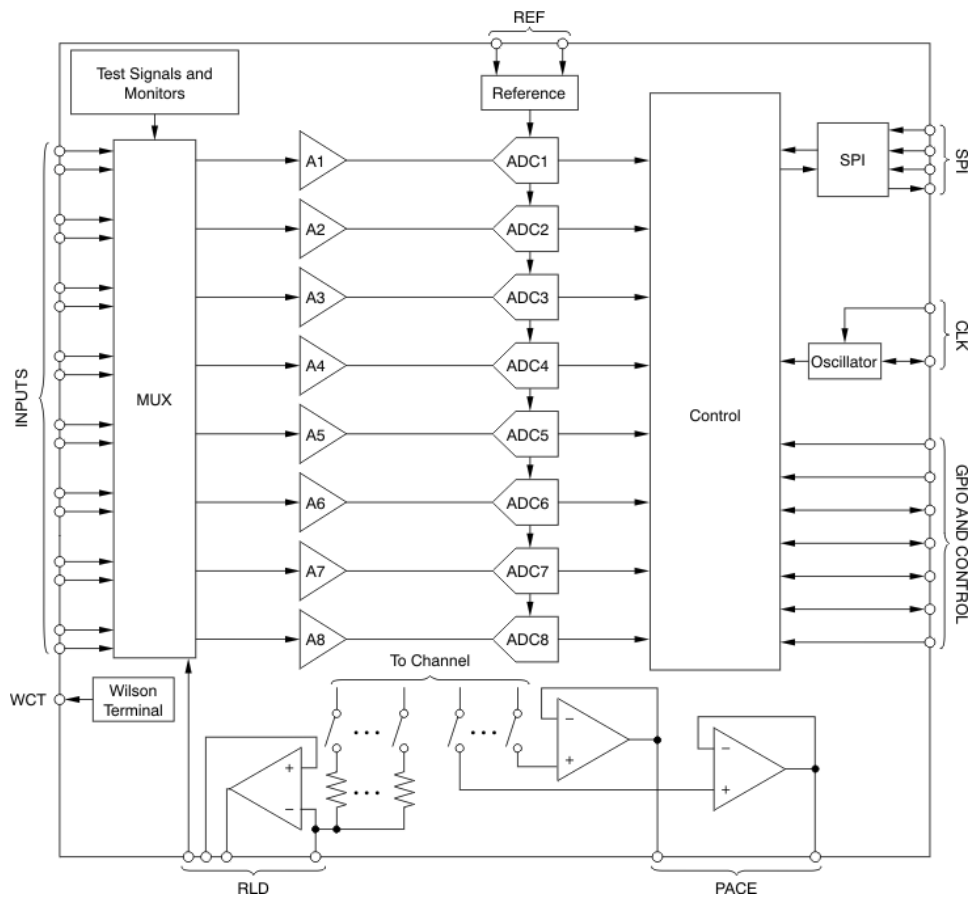 REF
Test Signals and
Monitors
Reference
A1
ADC1
SPI
SPI
A2
ADC2
A3
ADC3
CLK
A4
ADC4
Oscillator
INPUTS
MUX
Control
A5
ADC5
A6
ADC6
GPIO AND CONTROL
A7
ADC7
A8
ADC8
To Channel
WCT
Wilson
Terminal
−
+
+
−
−
+
RLD
PACE